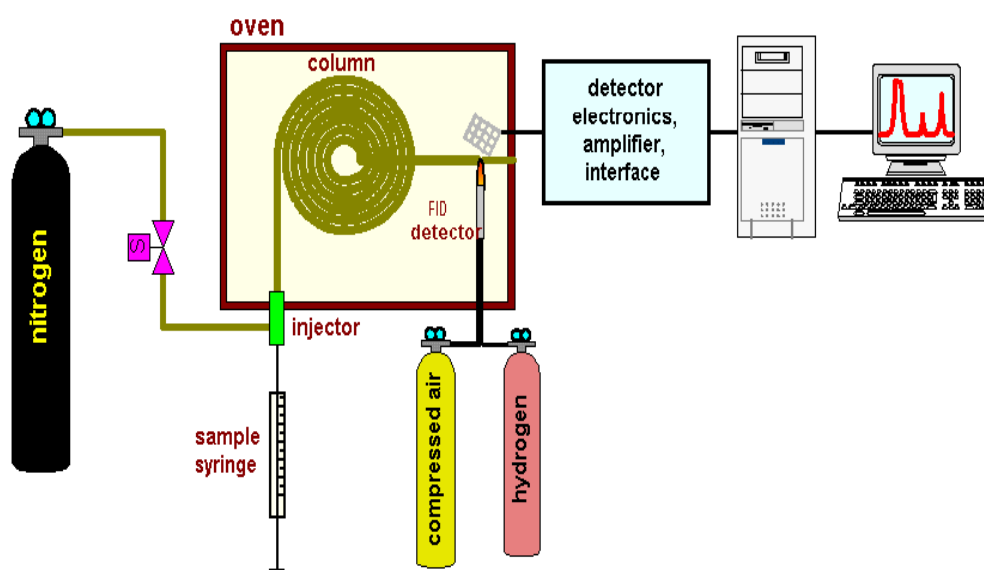 oven
column
nitrogen
S
FID
detector
injector
sample
syringe
compressed air
hydrogen
detector
electronics,
amplifier,
interface